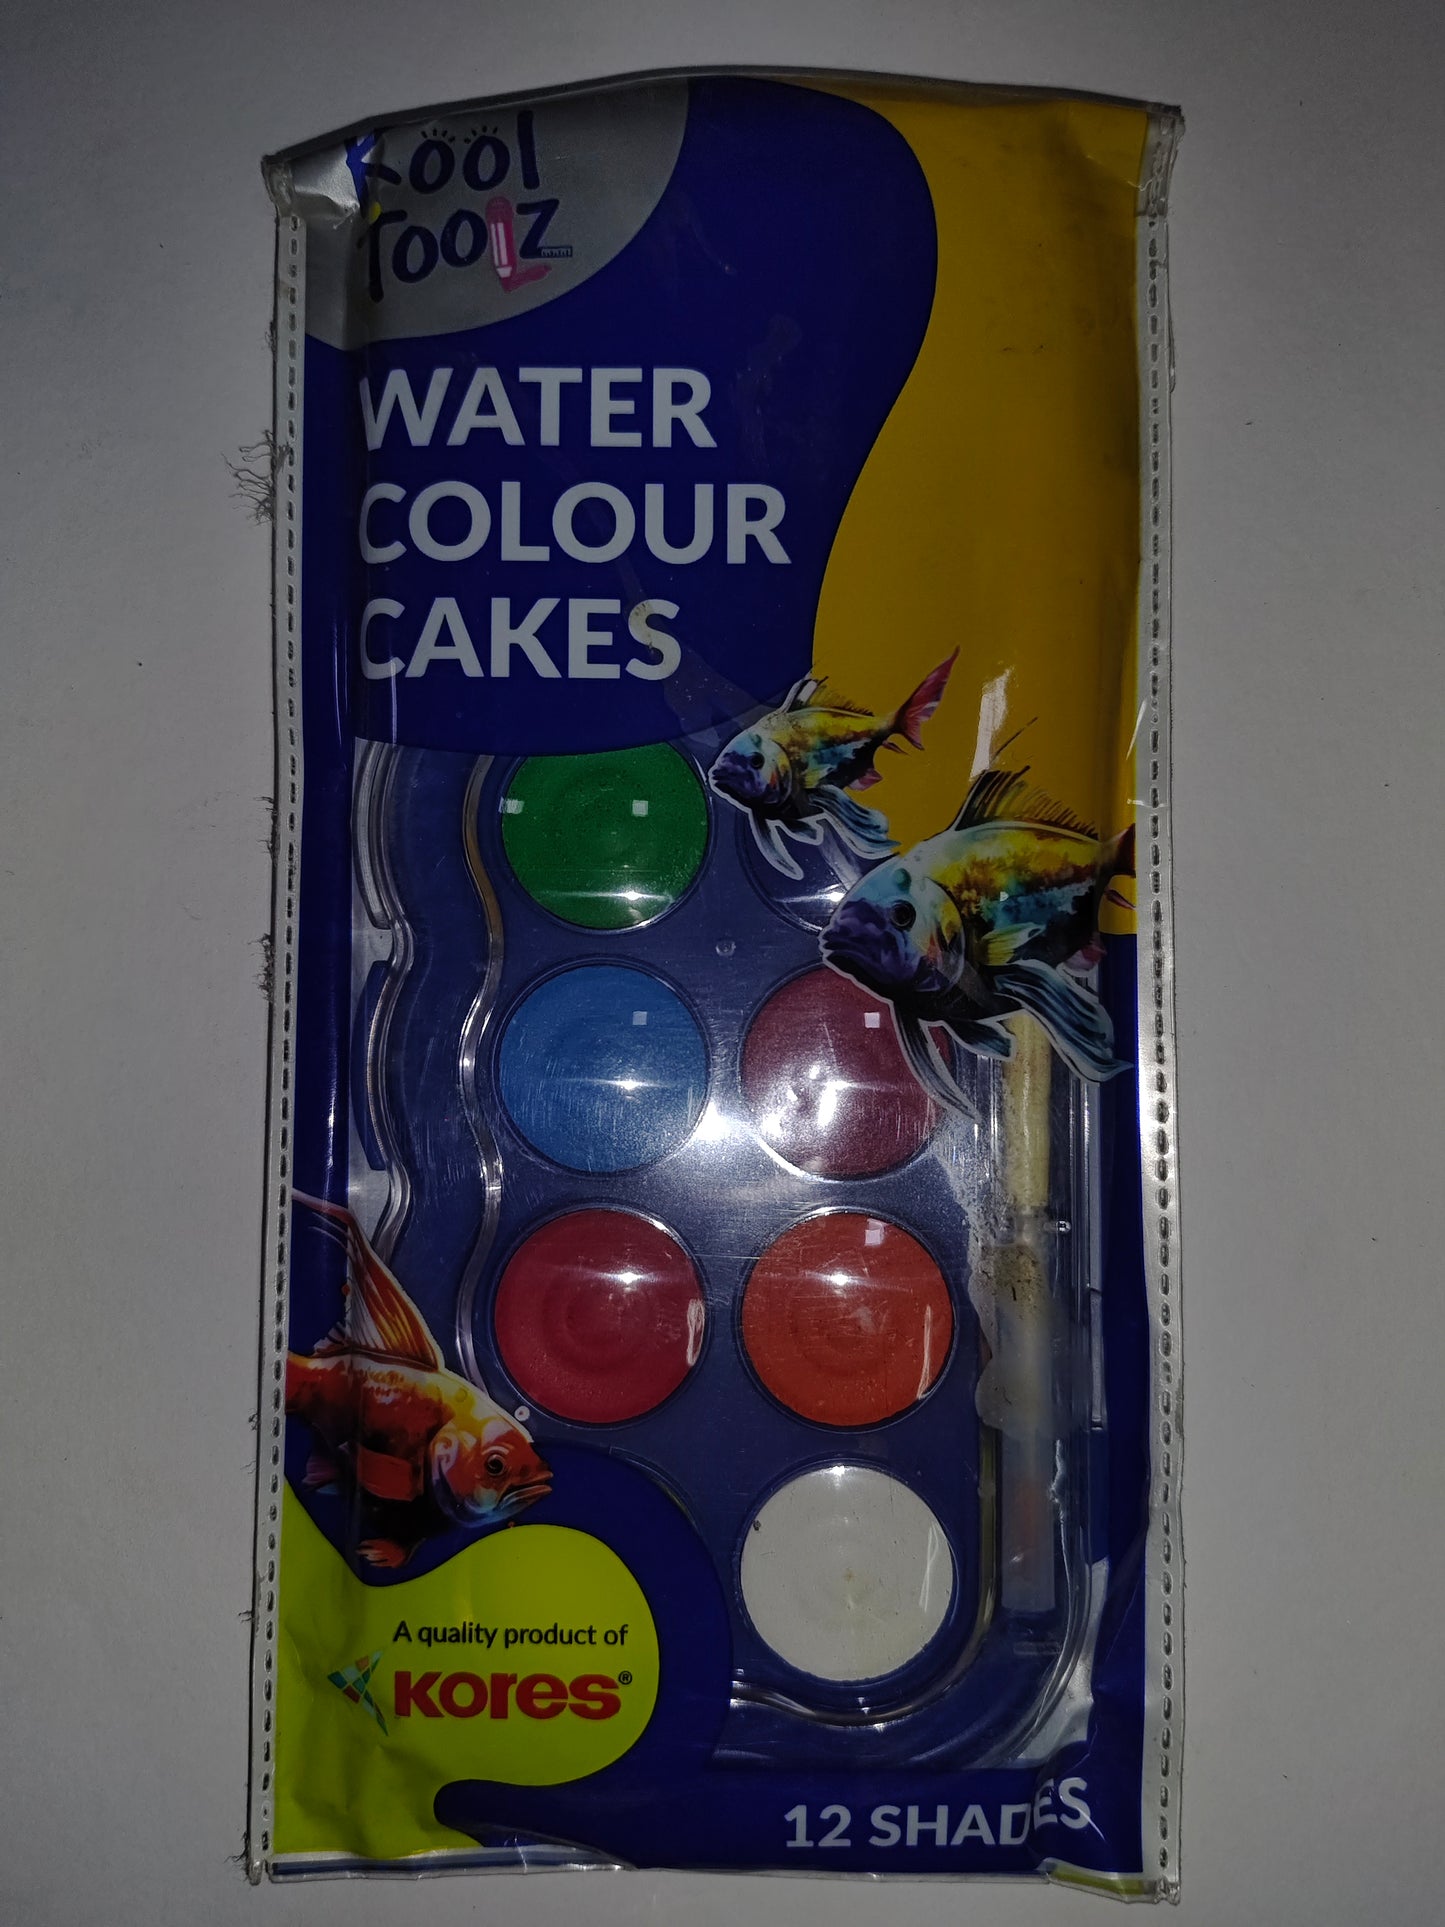 Kool
Toolz
WATER
COLOUR
CAKES
A quality product of
Kores®
12 SHADES